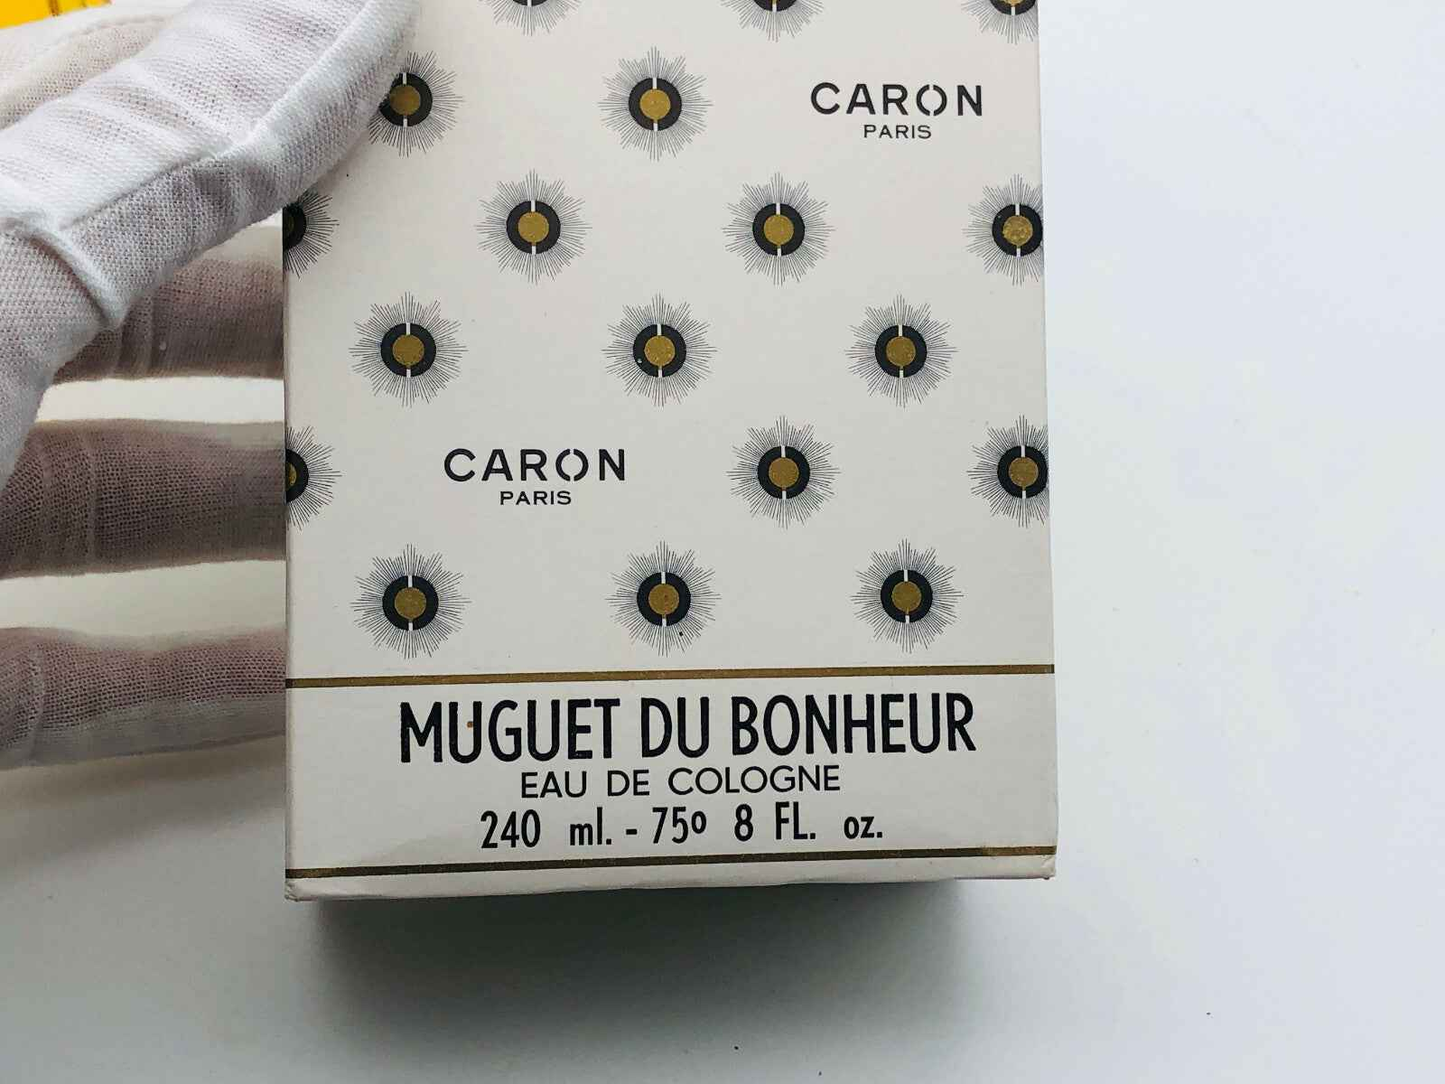 CARON
PARIS
CARON
PARIS
MUGUET DU BONHEUR
EAU DE COLOGNE
240 ml. - 75º 8 FL. oz.